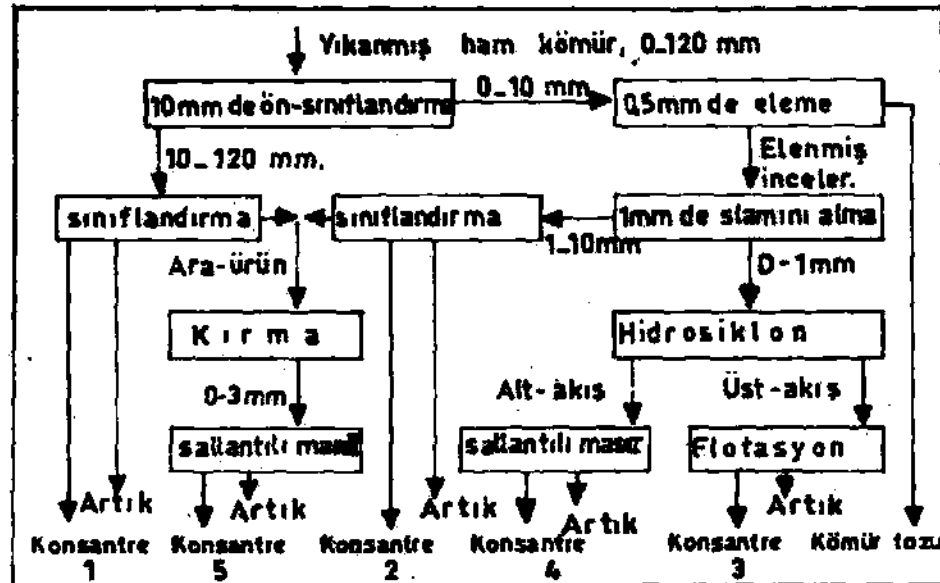 Yıkanmış ham kömür, 0-120 mm
10mm de ön-sınıflandırma
0-10 mm
0,5mm de eleme
10-120 mm.
Elenmiş
inceler.
sınıflandırma
sınıflandırma
1mm de slamını alma
1-10mm
Ara-ürün
0-1mm
Kırma
Hidrosiklon
0-3mm
Alt-akış
Üst-akış
sallantılı masa
sallantılı masa
Flotasyon
Artık
Artık
Artık
Artık
Artık
Konsantre
1
Konsantre
5
Konsantre
2
Konsantre
4
Konsantre
3
Kömür tozu